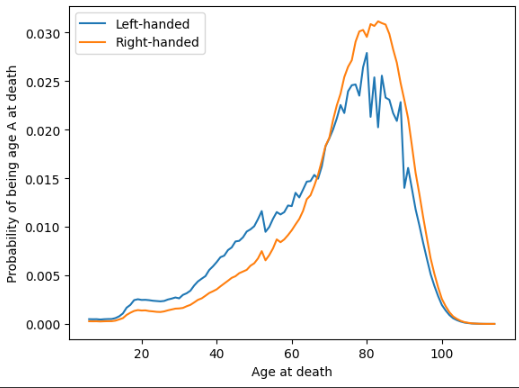 Left-handed
Right-handed
Probability of being age A at death
0.030
0.025
0.020
0.015
0.010
0.005
0.000
20 40 60 80 100
Age at death